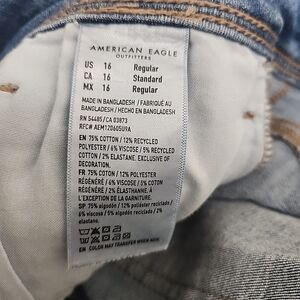 AMERICAN EAGLE
OUTFITTERS
US 16 Regular
CA 16 Standard
MX 16 Regular
MADE IN BANGLADESH / FABRIQUÉ AU
BANGLADESH / HECHO EN BANGLADESH
RN 54485/CA 03873
RFC# AEM120605U9A
EN 75% COTTON / 12% RECYCLED
POLYESTER / 6% VISCOSE / 5% RECYCLED
COTTON / 2% ELASTANE. EXCLUSIVE OF
DECORATION.
FR 75% COTON / 12% POLYESTER
RÉGÉNÉRÉ / 6% VISCOSE / 5% COTON
RÉGÉNÉRÉ / 2% ÉLASTHANNE. À
L'EXCEPTION DE LA GARNITURE.
SP 75% algodón / 12% poliéster reciclado /
6% viscosa / 5% algodón reciclado / 2%
elastano.
EN COLOR MAY TRANSFER WHEN NEW